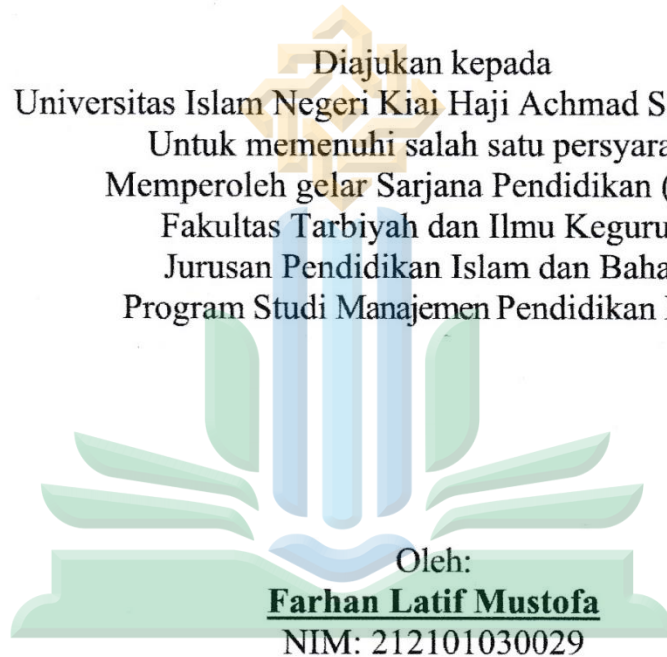 Diajukan kepada
Universitas Islam Negeri Kiai Haji Achmad S
Untuk memenuhi salah satu
Memperoleh gelar Sarjana Pendidikan (
Fakultas Tarbiyah dan Ilmu
Jurusan Pendidikan Islam dan
Program Studi Manajemen Pendidikan
Oleh:
Farhan Latif Mustofa
NIM: 212101030029